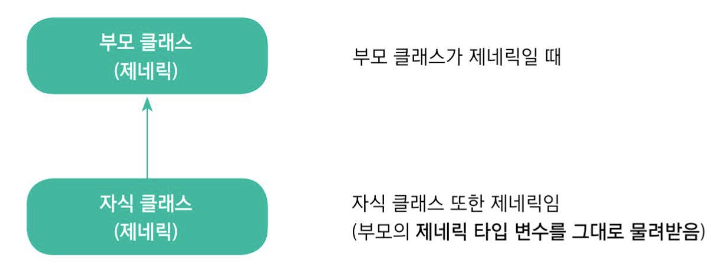 부모 클래스
(제네릭)
부모 클래스가 제네릭일 때
자식 클래스
(제네릭)
자식 클래스 또한 제네릭임
(부모의 제네릭 타입 변수를 그대로 물려받음)